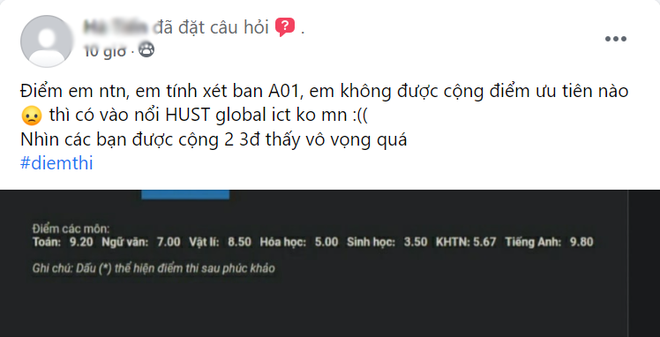 đã đặt câu hỏi ? .
10 giờ ·
Điểm em ntn, em tính xét ban A01, em không được cộng điểm ưu tiên nào
thì có vào nổi HUST global ict ko mn :((
Nhìn các bạn được cộng 2 3đ thấy vô vọng quá
#diemthi
Điểm các môn:
Toán: 9.20 Ngữ văn: 7.00 Vật lí: 8.50 Hóa học: 5.00 Sinh học: 3.50 KHTN: 5.67 Tiếng Anh: 9.80
Ghi chú: Dấu (*) thể hiện điểm thi sau phúc khảo